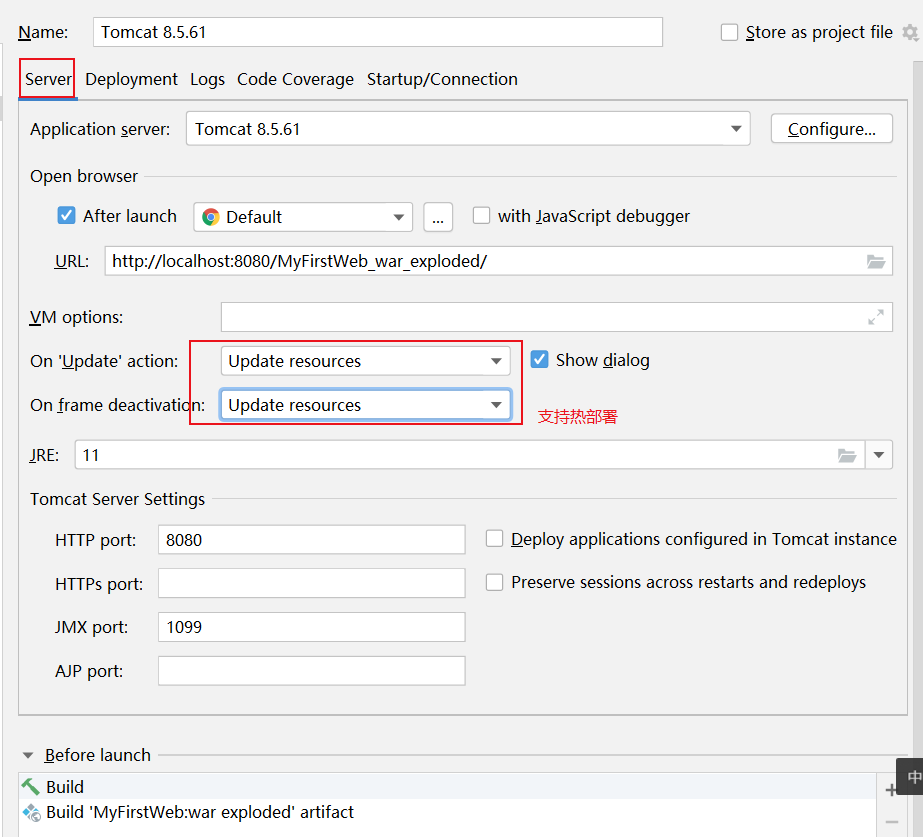 Name: Tomcat 8.5.61 Store as project file
Server Deployment Logs Code Coverage Startup/Connection
Application server: Tomcat 8.5.61 Configure...
Open browser
After launch Default ... with JavaScript debugger
URL: http://localhost:8080/MyFirstWeb_war_exploded/
VM options:
On 'Update' action: Update resources Show dialog
On frame deactivation: Update resources
支持热部署
JRE: 11
Tomcat Server Settings
HTTP port: 8080 Deploy applications configured in Tomcat instance
HTTPs port: Preserve sessions across restarts and redeploys
JMX port: 1099
AJP port:
Before launch
Build
中
Build 'MyFirstWeb:war exploded' artifact